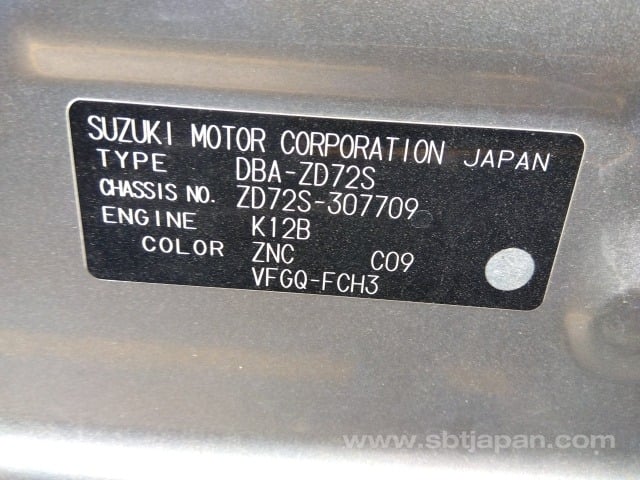 SUZUKI MOTOR CORPORATION JAPAN
TYPE DBA-ZD72S
CHASSIS NO. ZD72S-307709
ENGINE K12B
COLOR ZNC C09
VFGQ-FCH3
www.sbtjapan.com